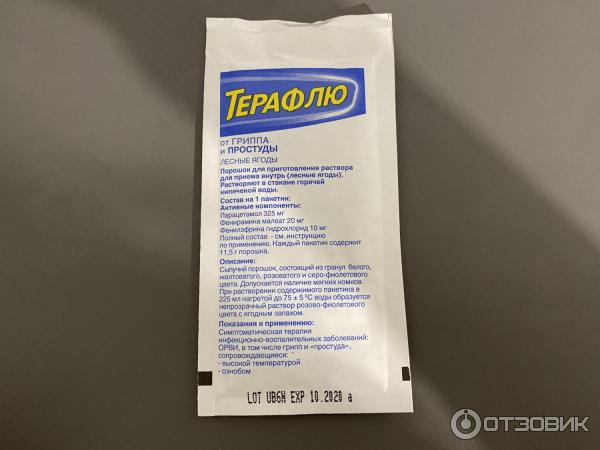 ТЕРАФЛЮ
от ГРИППА
и ПРОСТУДЫ
ЛЕСНЫЕ ЯГОДЫ
Порошок для приготовления раствора
для приема внутрь (лесные ягоды).
Растворяют в стакане горячей
кипяченой воды.
Состав на 1 пакетик:
Активные компоненты:
Парацетамол 325 мг
Фенирамина малеат 20 мг
Фенилэфрина гидрохлорид 10 мг
Полный состав - см. инструкцию
по применению. Каждый пакетик содержит
11,5 г порошка.
Описание:
Сыпучий порошок, состоящий из гранул белого,
желтоватого, розоватого и серо-фиолетового
цвета. Допускается наличие мягких комков.
При растворении содержимого пакетика в
225 мл нагретой до 75 ± 5 °С воды образуется
непрозрачный раствор розово-фиолетового
цвета с ягодным запахом.
Показания к применению:
Симптоматическая терапия
инфекционно-воспалительных заболеваний:
ОРВИ, в том числе грипп и «простуда»,
сопровождающиеся:
- высокой температурой
- ознобом
LOT UB6H EXP 10.2020 a
ОТЗОВИК